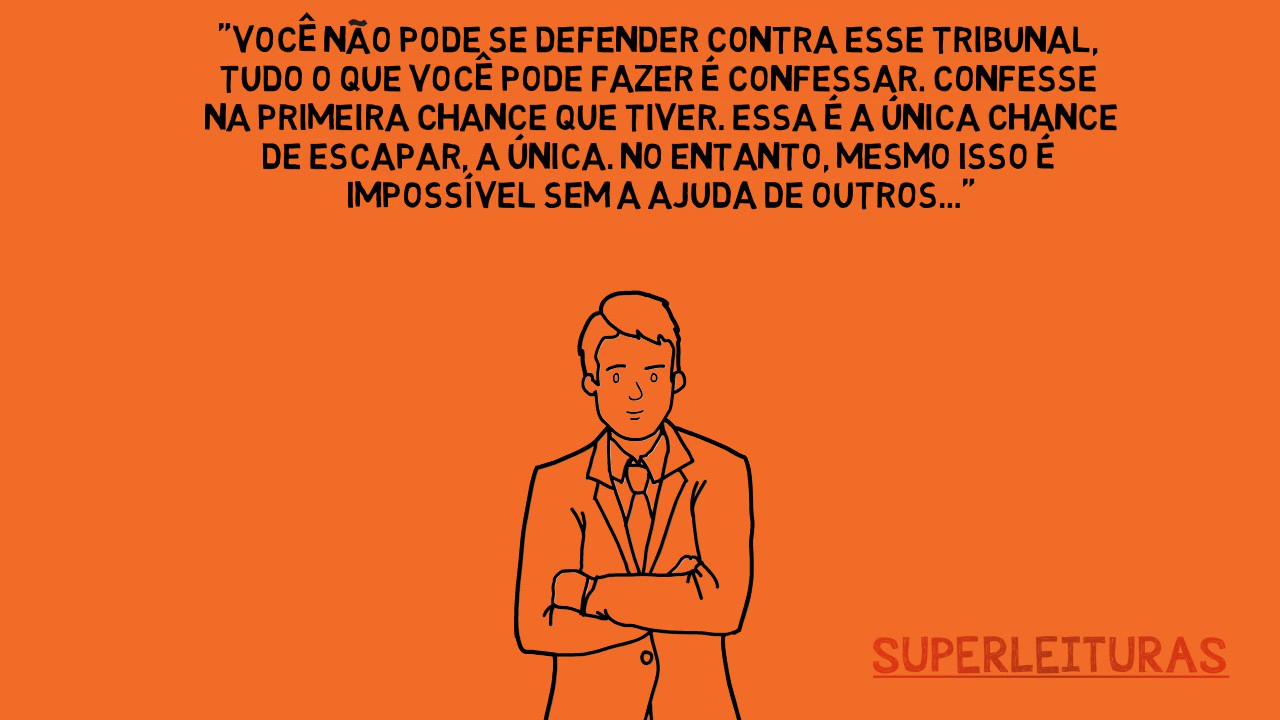 "VOCÊ NÃO PODE SE DEFENDER CONTRA ESSE TRIBUNAL,
TUDO O QUE VOCÊ PODE FAZER É CONFESSAR. CONFESSE
NA PRIMEIRA CHANCE QUE TIVER. ESSA É A ÚNICA CHANCE
DE ESCAPAR, A ÚNICA. NO ENTANTO, MESMO ISSO É
IMPOSSÍVEL SEM A AJUDA DE OUTROS..."
SUPERLEITURAS